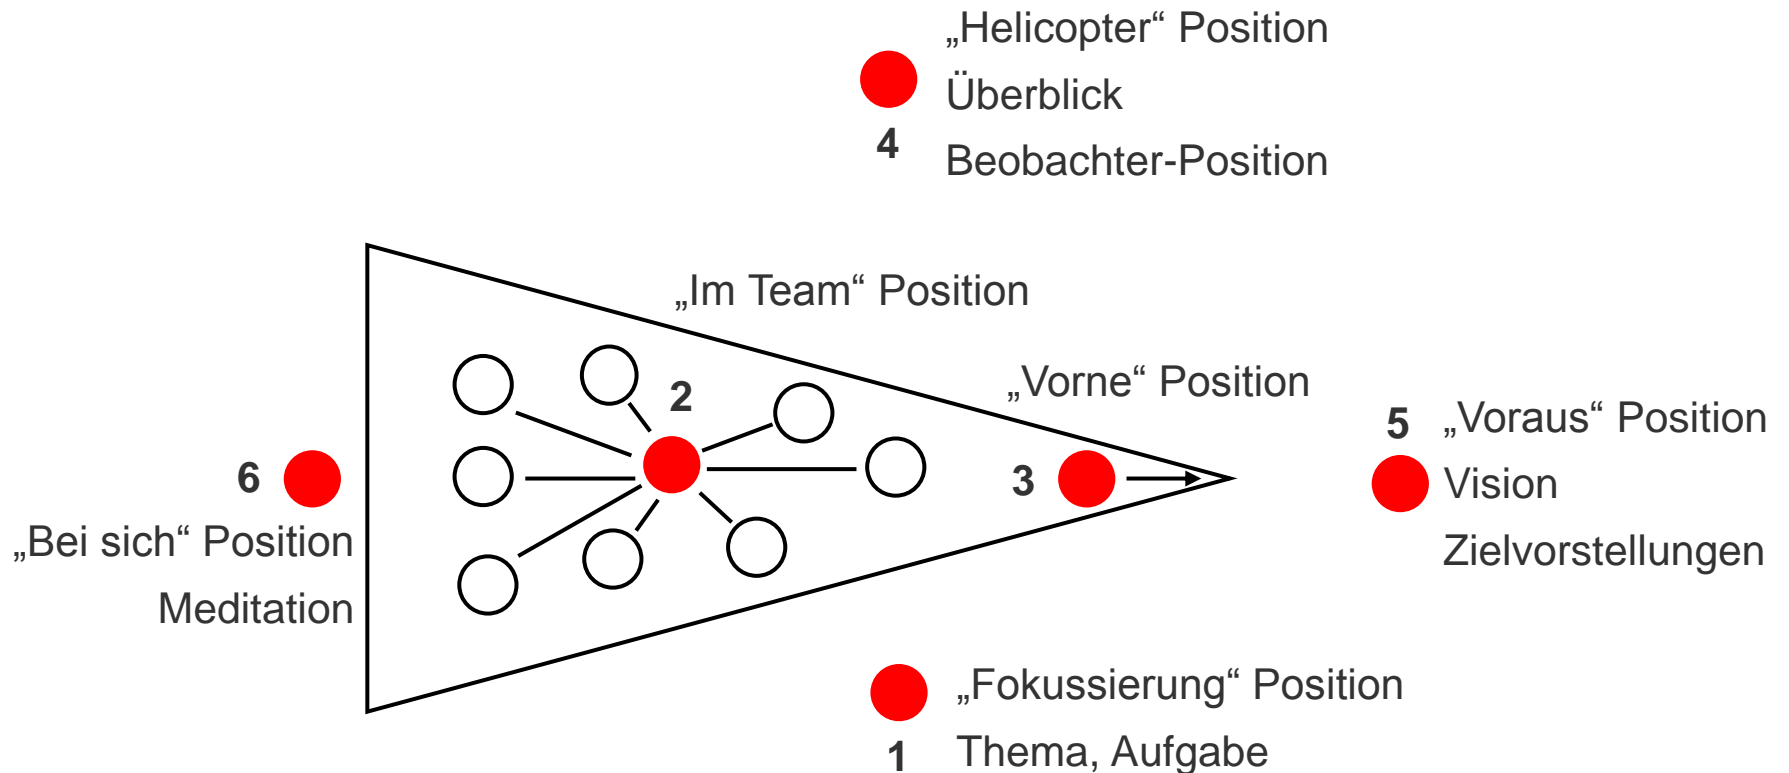 „Helicopter“ Position
Überblick
4
Beobachter-Position
„Im Team“ Position
„Vorne“ Position
2
5
„Voraus“ Position
6
3
Vision
„Bei sich“ Position
Zielvorstellungen
Meditation
„Fokussierung“ Position
1
Thema, Aufgabe